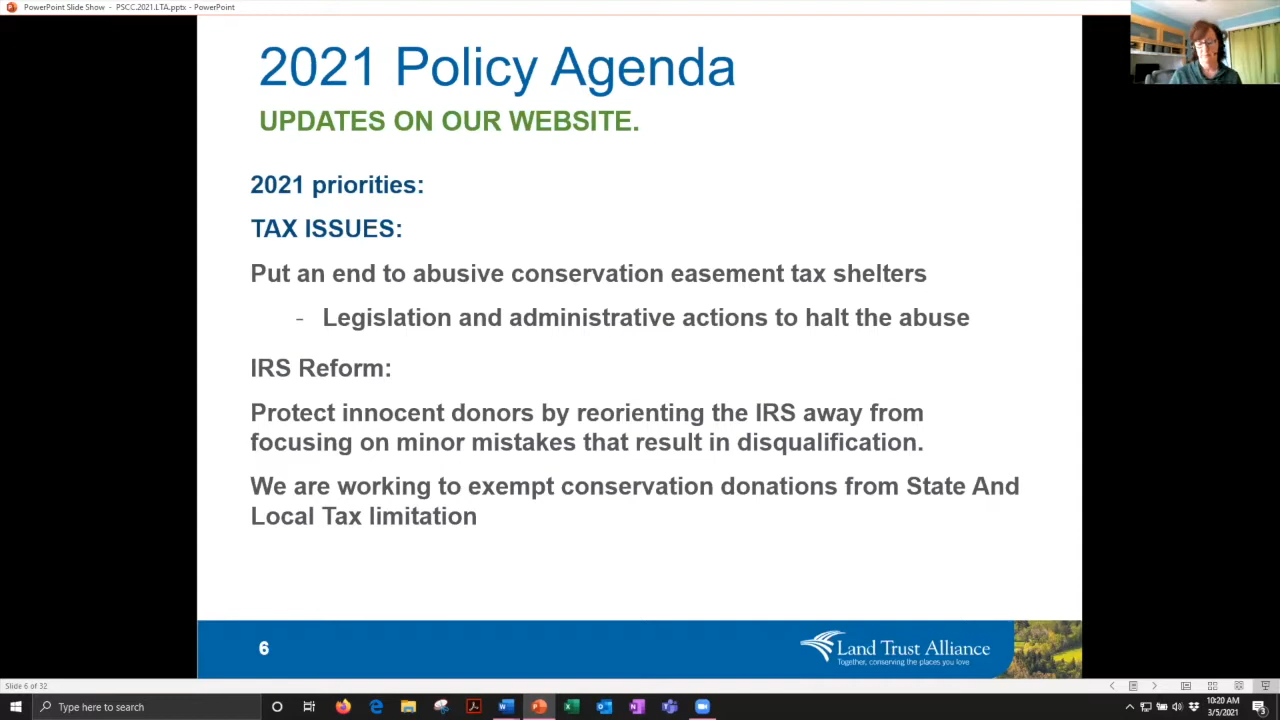 PowerPoint Slide Show - PSCC.2021.LTA.pptx - PowerPoint
2021 Policy Agenda
UPDATES ON OUR WEBSITE.
2021 priorities:
TAX ISSUES:
Put an end to abusive conservation easement tax shelters
- Legislation and administrative actions to halt the abuse
IRS Reform:
Protect innocent donors by reorienting the IRS away from
focusing on minor mistakes that result in disqualification.
We are working to exempt conservation donations from State And
Local Tax limitation
6
Land Trust Alliance
Together, conserving the places you love
Slide 6 of 32
Type here to search
10:20 AM
3/5/2021
3